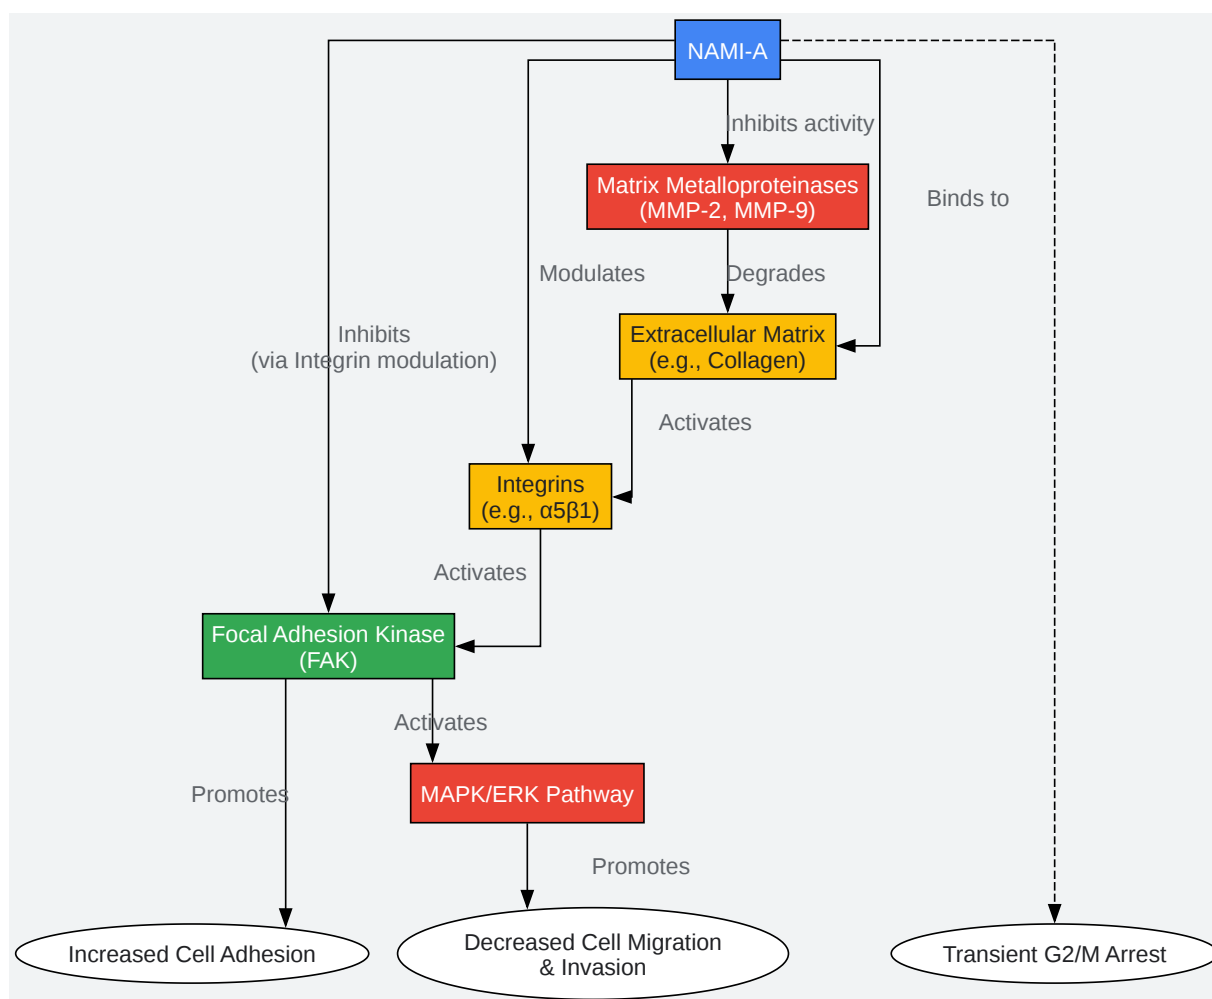 NAMI-A
Inhibits activity
Matrix Metalloproteinases
(MMP-2, MMP-9)
Binds to
Modulates
Degrades
Inhibits
(via Integrin modulation)
Extracellular Matrix
(e.g., Collagen)
Activates
Integrins
(e.g., α5β1)
Activates
Focal Adhesion Kinase
(FAK)
Activates
Promotes
MAPK/ERK Pathway
Promotes
Increased Cell Adhesion
Decreased Cell Migration
& Invasion
Transient G2/M Arrest